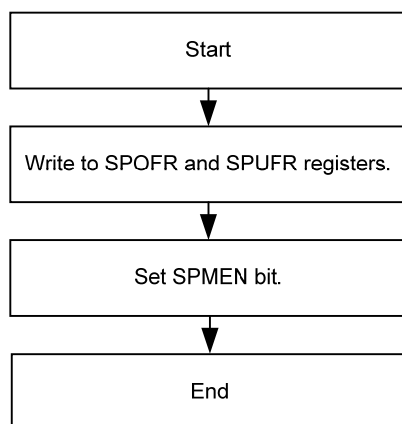 Start
Write to SPOFR and SPUFR registers.
Set SPMEN bit.
End